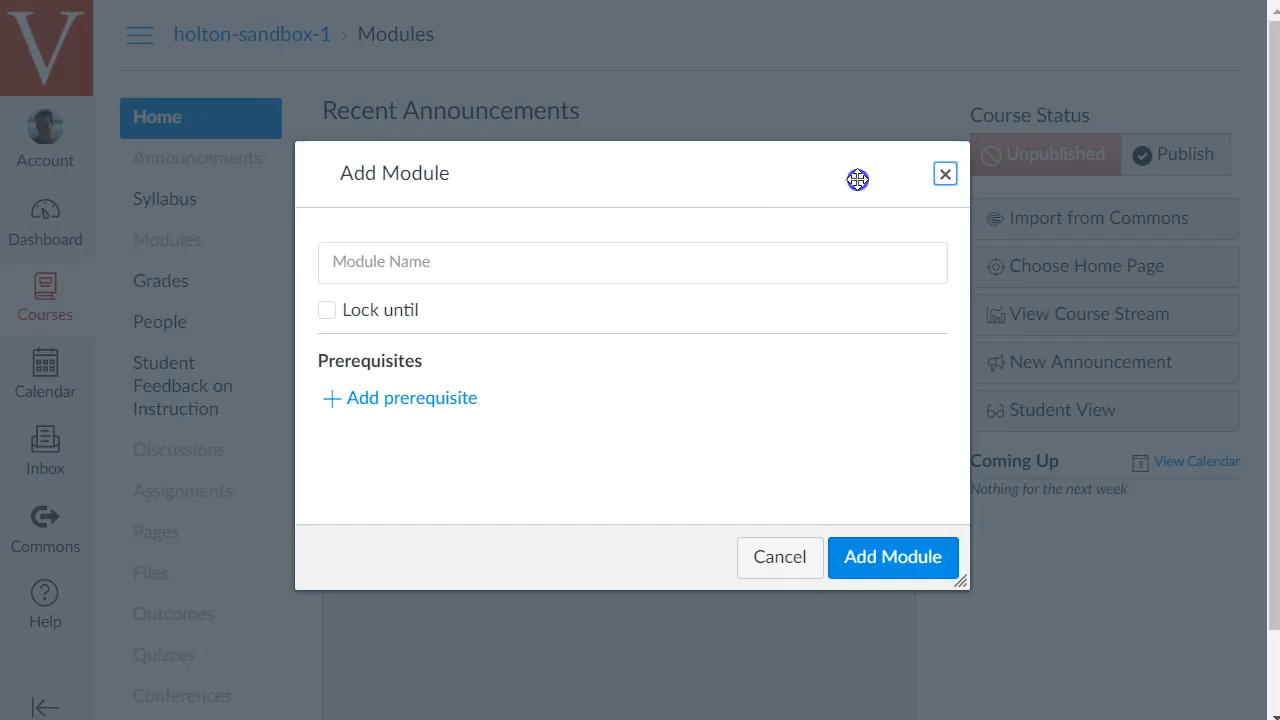 V
holton-sandbox-1 › Modules
Account
Dashboard
Courses
Calendar
Inbox
Commons
Help
Home
Announcements
Syllabus
Modules
Grades
People
Student
Feedback on
Instruction
Discussions
Assignments
Pages
Files
Outcomes
Quizzes
Conferences
Recent Announcements
Add Module
Module Name
Lock until
Prerequisites
Add prerequisite
Cancel
Add Module
Course Status
Unpublished
Publish
Import from Commons
Choose Home Page
View Course Stream
New Announcement
Student View
Coming Up
3
View Calendar
Nothing for the next week